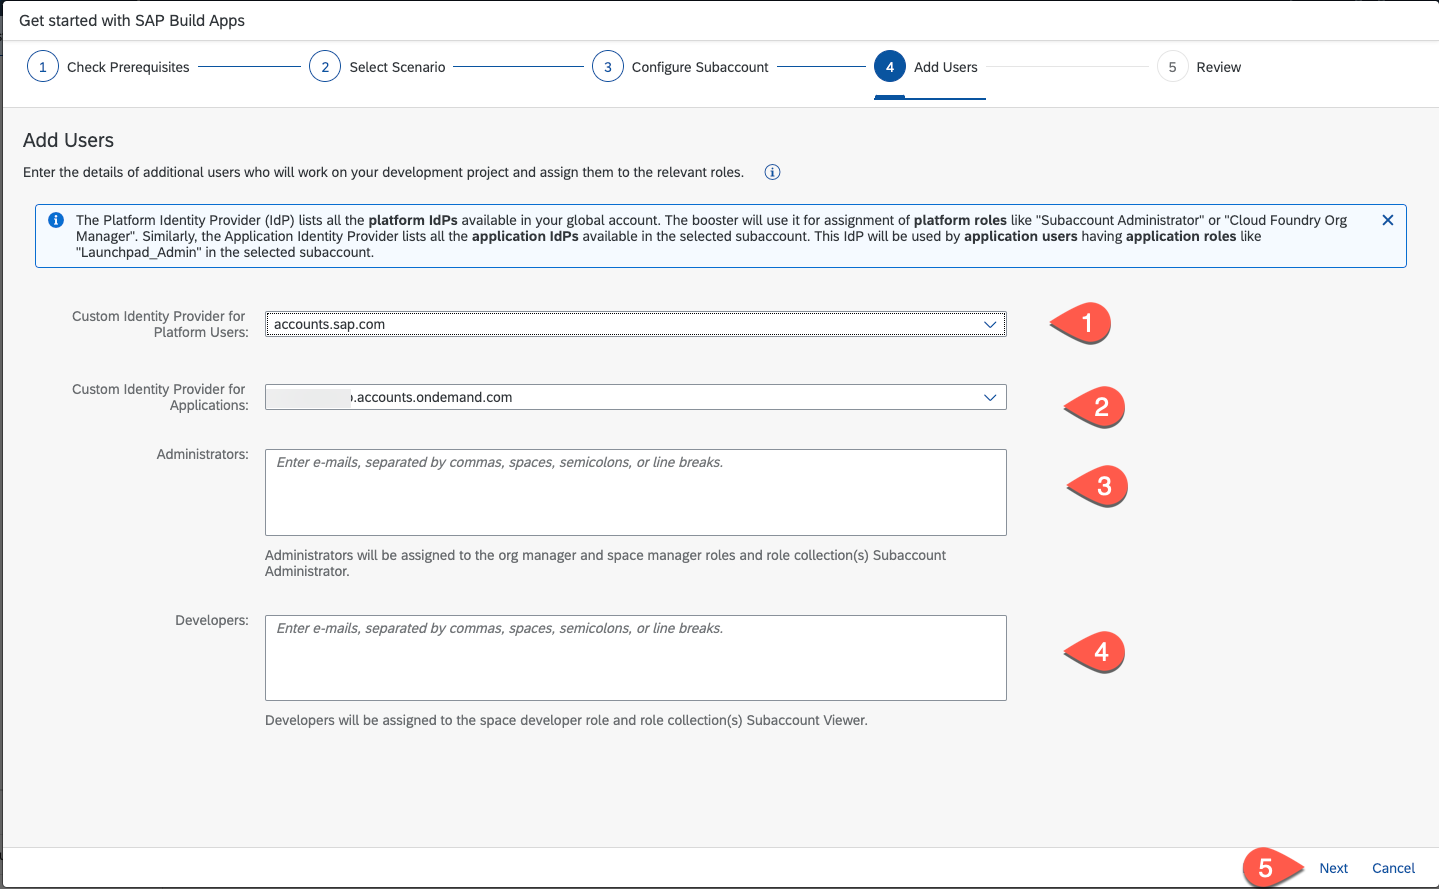 Get started with SAP Build Apps
1 Check Prerequisites 2 Select Scenario 3 Configure Subaccount 4 Add Users 5 Review
Add Users
Enter the details of additional users who will work on your development project and assign them to the relevant roles.
The Platform Identity Provider (IdP) lists all the platform IdPs available in your global account. The booster will use it for assignment of platform roles like "Subaccount Administrator" or "Cloud Foundry Org
Manager". Similarly, the Application Identity Provider lists all the application IdPs available in the selected subaccount. This IdP will be used by application users having application roles like
"Launchpad_Admin" in the selected subaccount.
Custom Identity Provider for
Platform Users:
accounts.sap.com
1
Custom Identity Provider for
Applications:
.accounts.ondemand.com
2
Administrators:
Enter e-mails, separated by commas, spaces, semicolons, or line breaks.
3
Administrators will be assigned to the org manager and space manager roles and role collection(s) Subaccount
Administrator.
Developers:
Enter e-mails, separated by commas, spaces, semicolons, or line breaks.
4
Developers will be assigned to the space developer role and role collection(s) Subaccount Viewer.
5 Next Cancel